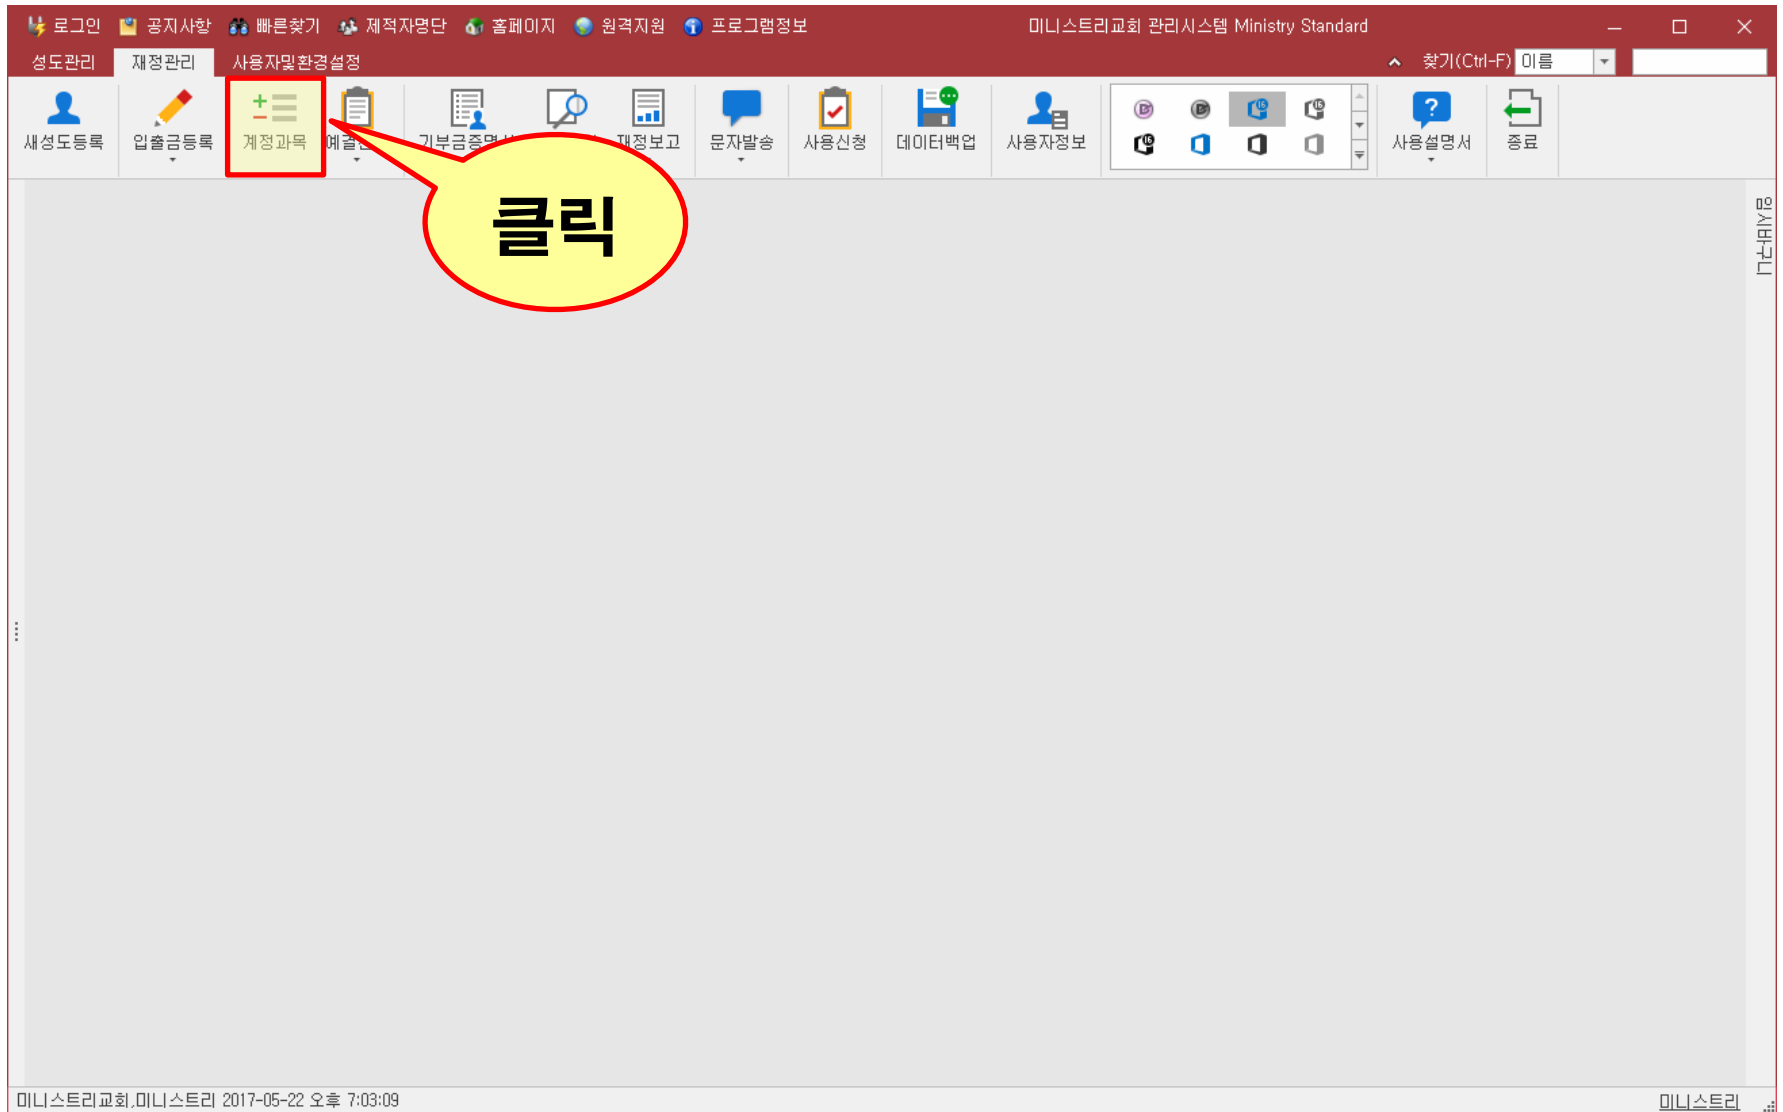 로그인 공지사항 빠른찾기 제적자명단 홈페이지 원격지원 프로그램정보 미니스트리교회 관리시스템 Ministry Standard
성도관리 재정관리 사용자및환경설정 찾기(Ctrl-F) 이름
새성도등록 입출금등록 계정과목 재정보고 문자발송 사용신청 데이터백업 사용자정보 사용설명서 종료
클릭
임시바구니
미니스트리교회,미니스트리 2017-05-22 오후 7:03:09 미니스트리